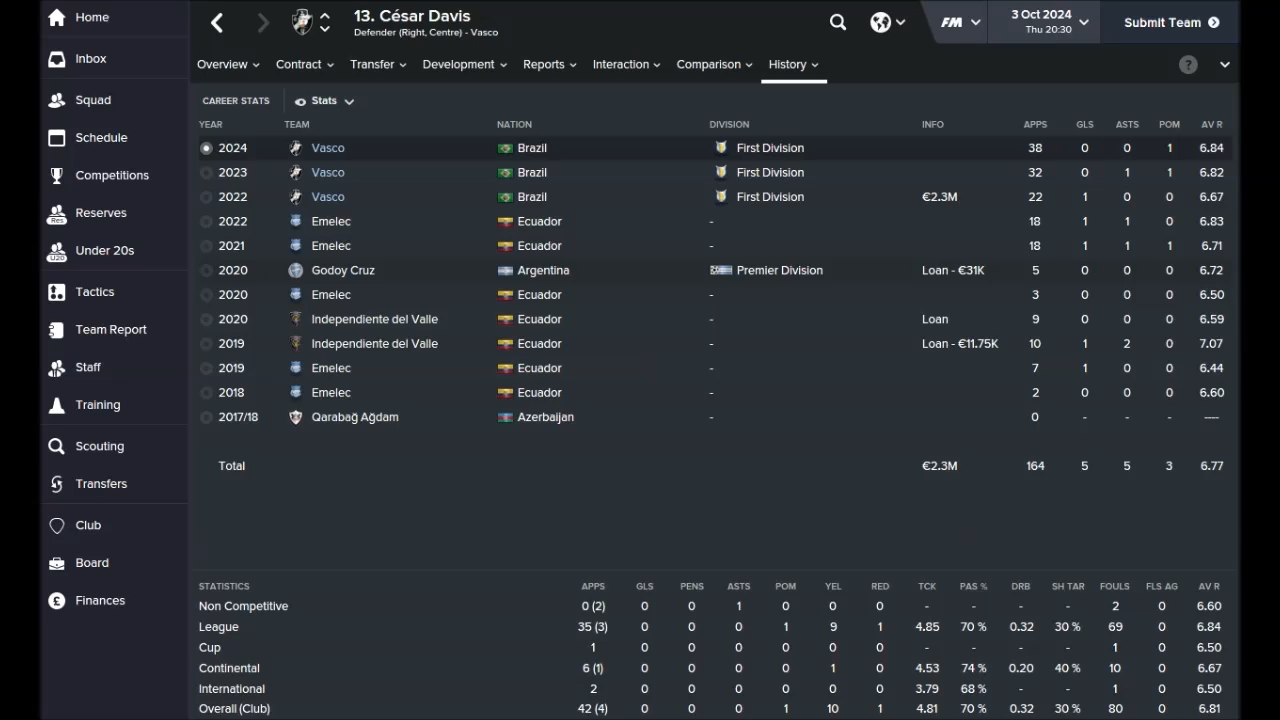 Home
Inbox
Squad
Schedule
Competitions
Reserves
Res
Under 20s
U20
Tactics
Team Report
Staff
Training
Scouting
Transfers
Club
Board
£ Finances
13. César Davis
Defender (Right, Centre) - Vasco
FM
3 Oct 2024
Thu 20:30
Submit Team
Overview Contract Transfer Development Reports Interaction Comparison History ?
CAREER STATS Stats
YEAR TEAM NATION DIVISION INFO APPS GLS ASTS POM AV R
2024 Vasco Brazil First Division 38 0 0 1 6.84
2023 Vasco Brazil First Division 32 0 1 1 6.82
2022 Vasco Brazil First Division €2.3M 22 1 0 0 6.67
2022 Emelec Ecuador - 18 1 1 0 6.83
2021 Emelec Ecuador - 18 1 1 1 6.71
2020 Godoy Cruz Argentina Premier Division Loan - €31K 5 0 0 0 6.72
2020 Emelec Ecuador - 3 0 0 0 6.50
2020 Independiente del Valle Ecuador - Loan 9 0 0 0 6.59
2019 Independiente del Valle Ecuador - Loan - €11.75K 10 1 2 0 7.07
2019 Emelec Ecuador - 7 1 0 0 6.44
2018 Emelec Ecuador - 2 0 0 0 6.60
2017/18 Qarabağ Ağdam Azerbaijan - 0 - - - ----
Total €2.3M 164 5 5 3 6.77
STATISTICS APPS GLS PENS ASTS POM YEL RED TCK PAS % DRB SH TAR FOULS FLS AG AV R
Non Competitive 0 (2) 0 0 1 0 0 0 - - - - 2 0 6.60
League 35 (3) 0 0 0 1 9 1 4.85 70 % 0.32 30 % 69 0 6.84
Cup 1 0 0 0 0 0 0 - - - - 1 0 6.50
Continental 6 (1) 0 0 0 0 1 0 4.53 74 % 0.20 40 % 10 0 6.67
International 2 0 0 0 0 0 0 3.79 68 % - - 1 0 6.50
Overall (Club) 42 (4) 0 0 0 1 10 1 4.81 70 % 0.32 30 % 80 0 6.81